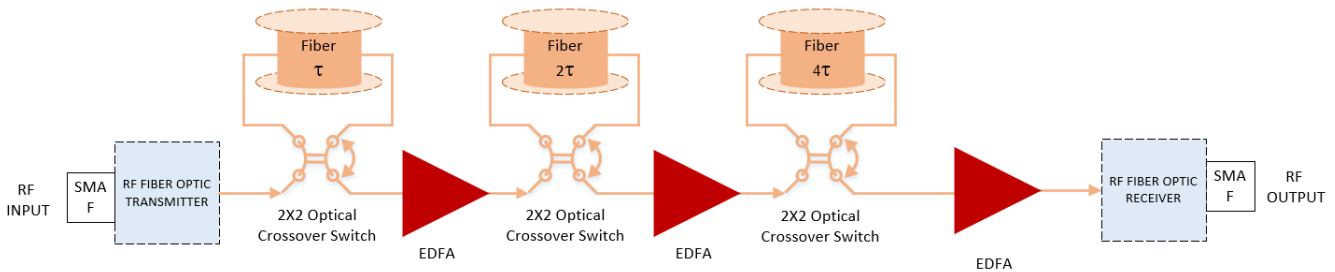 Fiber
τ
Fiber
2τ
Fiber
4τ
RF
INPUT
SMA
F
RF FIBER OPTIC
TRANSMITTER
2X2 Optical
Crossover Switch
EDFA
2X2 Optical
Crossover Switch
EDFA
2X2 Optical
Crossover Switch
EDFA
RF FIBER OPTIC
RECEIVER
SMA
F
RF
OUTPUT